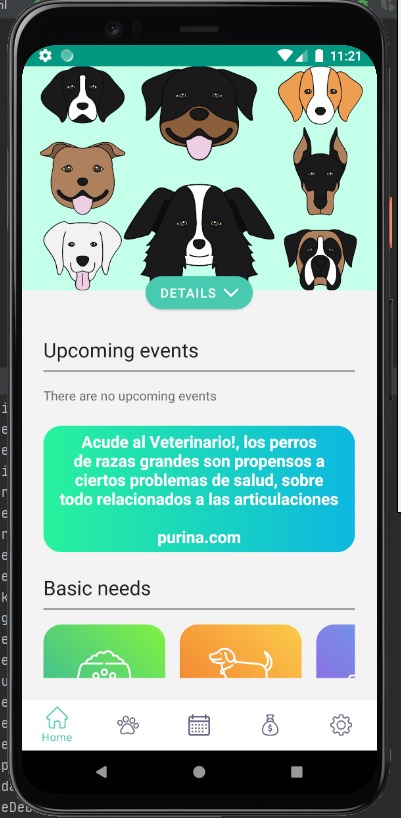 11:21
DETAILS
Upcoming events
There are no upcoming events
Acude al Veterinario!, los perros
de razas grandes son propensos a
ciertos problemas de salud, sobre
todo relacionados a las articulaciones
purina.com
Basic needs
$
Home